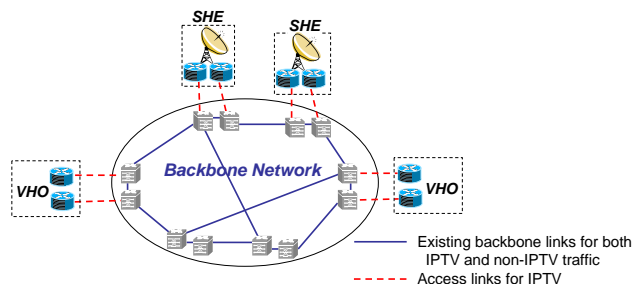 SHE
SHE
Backbone Network
VHO
VHO
Existing backbone links for both
IPTV and non-IPTV traffic
Access links for IPTV